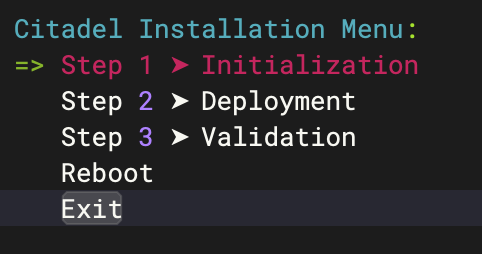 Citadel Installation Menu:
=> Step 1 ➤ Initialization
Step 2 ➤ Deployment
Step 3 ➤ Validation
Reboot
Exit